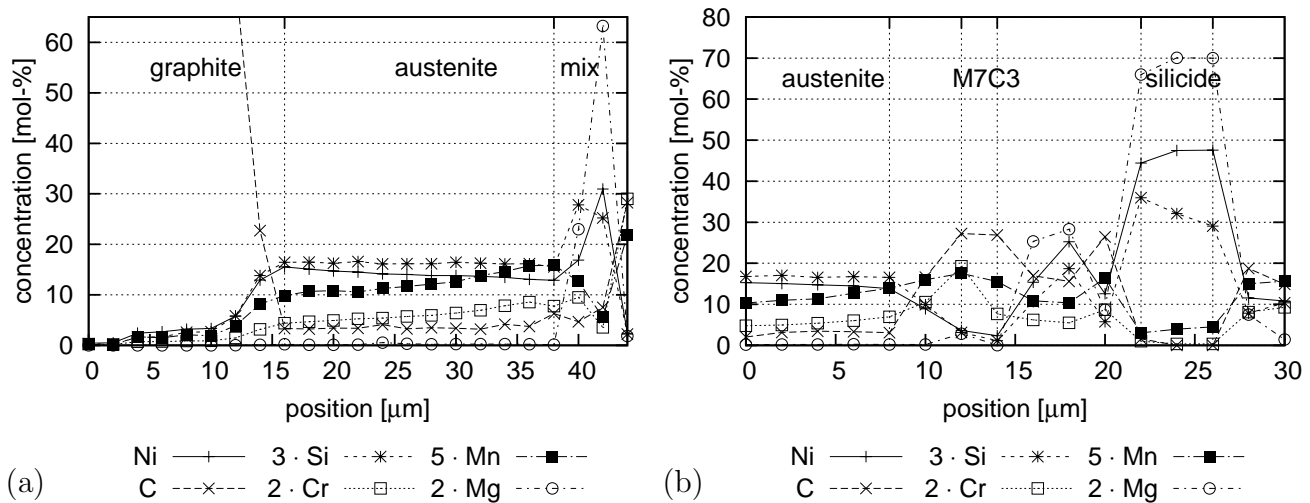 concentration [mol-%]
60
50
40
30
20
10
0
graphite
austenite
mix
0 5 10 15 20 25 30 35 40
position [μm]
Ni
3 · Si
5 · Mn
C
2 · Cr
2 · Mg
(a)
concentration [mol-%]
80
70
60
50
40
30
20
10
0
austenite
M7C3
silicide
0 5 10 15 20 25 30
position [μm]
Ni
3 · Si
5 · Mn
C
2 · Cr
2 · Mg
(b)